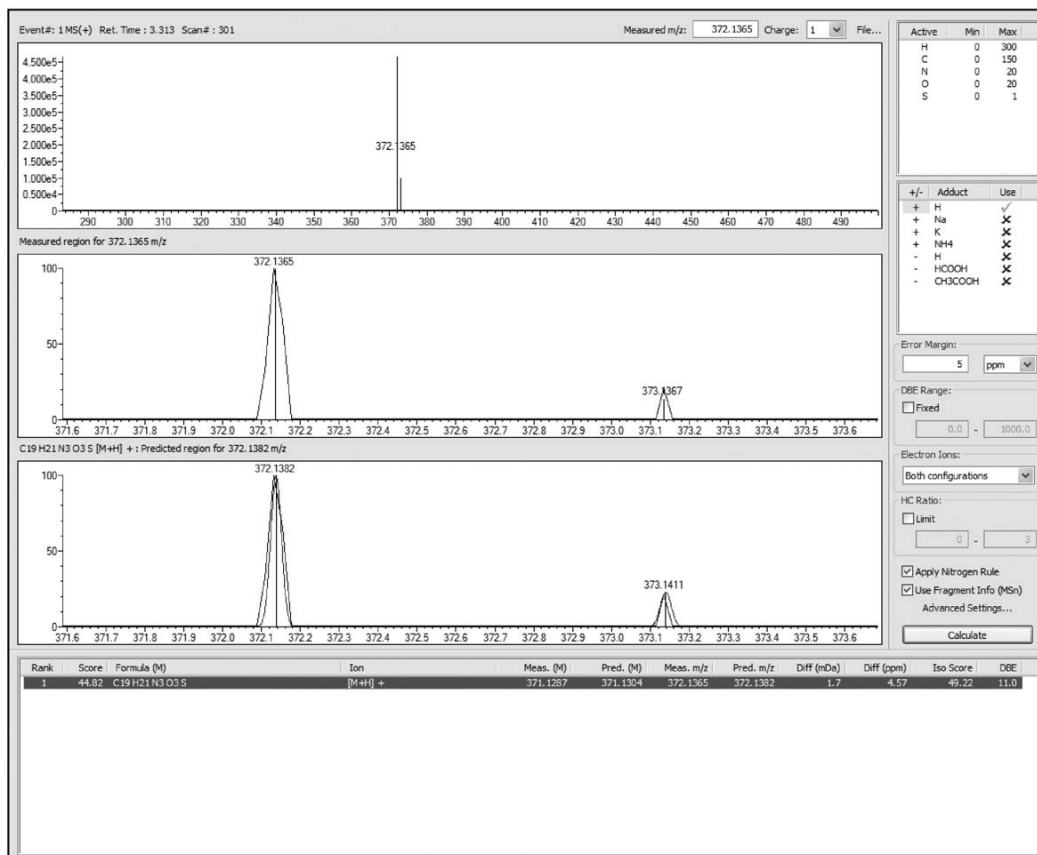 Event#: 1 MS(+) Ret. Time : 3.313 Scan# : 301 Measured m/z: 372.1365 Charge: 1 File...
4.500e5
4.000e5
3.500e5
3.000e5
2.500e5
2.000e5
1.500e5
1.000e5
0.500e4
0
372.1365
290 300 310 320 330 340 350 360 370 380 390 400 410 420 430 440 450 460 470 480 490
Measured region for 372.1365 m/z
372.1365
373.1367
100
50
0
371.6 371.7 371.8 371.9 372.0 372.1 372.2 372.3 372.4 372.5 372.6 372.7 372.8 372.9 373.0 373.1 373.2 373.3 373.4 373.5 373.6
C19 H21 N3 O3 S [M+H] + : Predicted region for 372.1382 m/z
372.1382
373.1411
100
50
0
371.6 371.7 371.8 371.9 372.0 372.1 372.2 372.3 372.4 372.5 372.6 372.7 372.8 372.9 373.0 373.1 373.2 373.3 373.4 373.5 373.6
Active Min Max
H 0 300
C 0 150
N 0 20
O 0 20
S 0 1
+/- Adduct Use
+ H
+ Na
+ K
+ NH4
- H
- HCOOH
- CH3COOH
Error Margin:
5 ppm
DBE Range:
Fixed
0.0 - 1000.0
Electron Ions:
Both configurations
HC Ratio:
Limit
0 - 3
Apply Nitrogen Rule
Use Fragment Info (MSn)
Advanced Settings...
Calculate
Rank Score Formula (M) Ion Meas. (M) Pred. (M) Meas. m/z Pred. m/z Diff (mDa) Diff (ppm) Iso Score DBE
1 44.82 C19 H21 N3 O3 S [M+H] + 371.1287 371.1304 372.1365 372.1382 1.7 4.57 49.22 11.0